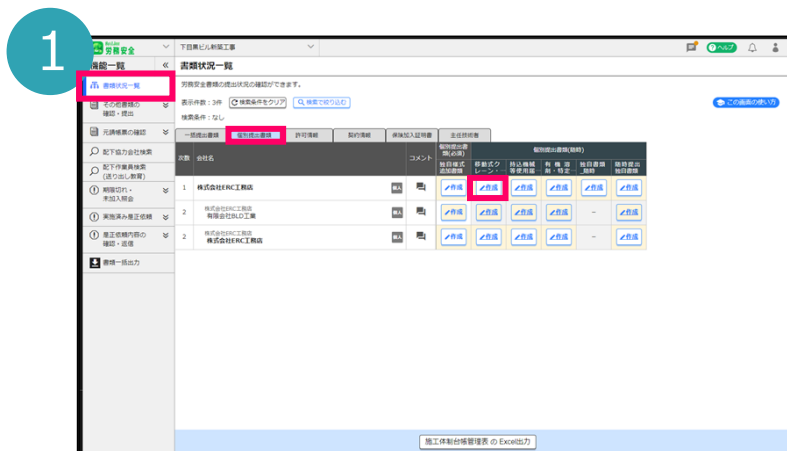 1
Buildee
労務安全
下目黒ビル新築工事
ヘルプ
機能一覧
書類状況一覧
書類状況一覧
その他書類の
確認・提出
元請帳票の確認
配下協力会社検索
配下作業員検索
(送り出し教育)
期限切れ・
未加入照会
実施済み是正依頼
是正依頼内容の
確認・返信
書類一括出力
労務安全書類の提出状況の確認ができます。
この画面の使い方
表示件数：3件 検索条件をクリア 検索で絞り込む
検索条件：なし
一括提出書類 個別提出書類 許可情報 契約情報 保険加入証明書 主任技術書
次数 会社名 コメント 個別提出書類(必須) 個別提出書類(随時)
独自様式追加書類 移動式クレーン・… 持込機械等使用届… 有機溶剤・特定… 独自書類_随時 随時提出独自書類
1 株式会社ERC工務店 作成 作成 作成 作成 作成 作成
2 株式会社ERC工務店
有限会社BLD工業 作成 作成 作成 作成 – 作成
2 株式会社ERC工務店
株式会社ERC工務店 作成 作成 作成 作成 – 作成
施工体制台帳管理表 の Excel出力